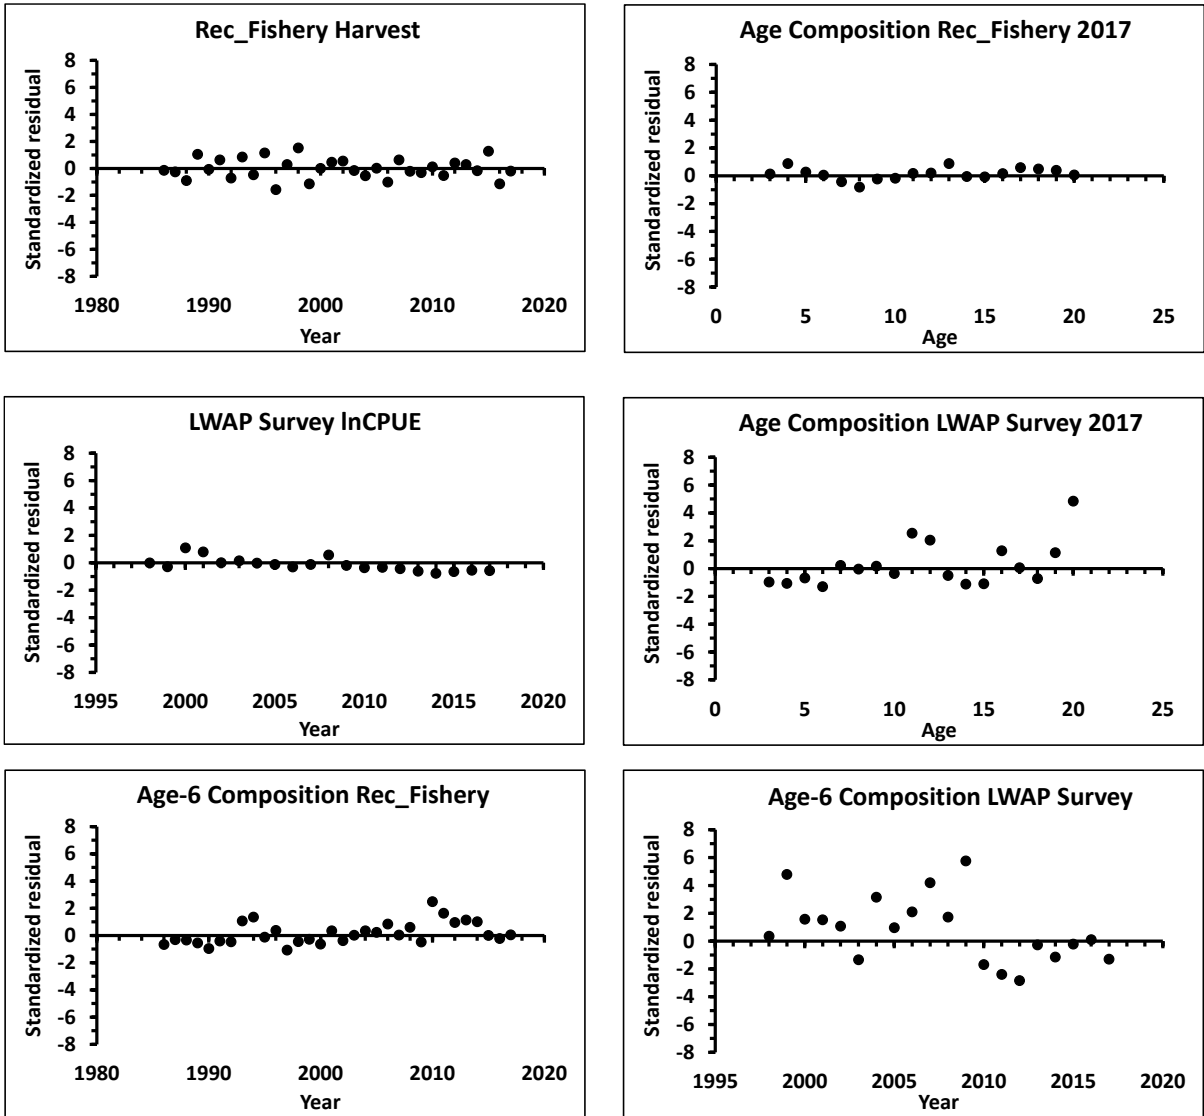 Rec_Fishery Harvest
Standardized residual
8
6
4
2
0
-2
-4
-6
-8
1980 1990 2000 2010 2020
Year
Age Composition Rec_Fishery 2017
Standardized residual
8
6
4
2
0
-2
-4
-6
-8
0 5 10 15 20 25
Age
LWAP Survey lnCPUE
Standardized residual
8
6
4
2
0
-2
-4
-6
-8
1995 2000 2005 2010 2015 2020
Year
Age Composition LWAP Survey 2017
Standardized residual
8
6
4
2
0
-2
-4
-6
-8
0 5 10 15 20 25
Age
Age-6 Composition Rec_Fishery
Standardized residual
8
6
4
2
0
-2
-4
-6
-8
1980 1990 2000 2010 2020
Year
Age-6 Composition LWAP Survey
Standardized residual
8
6
4
2
0
-2
-4
-6
-8
1995 2000 2005 2010 2015 2020
Year